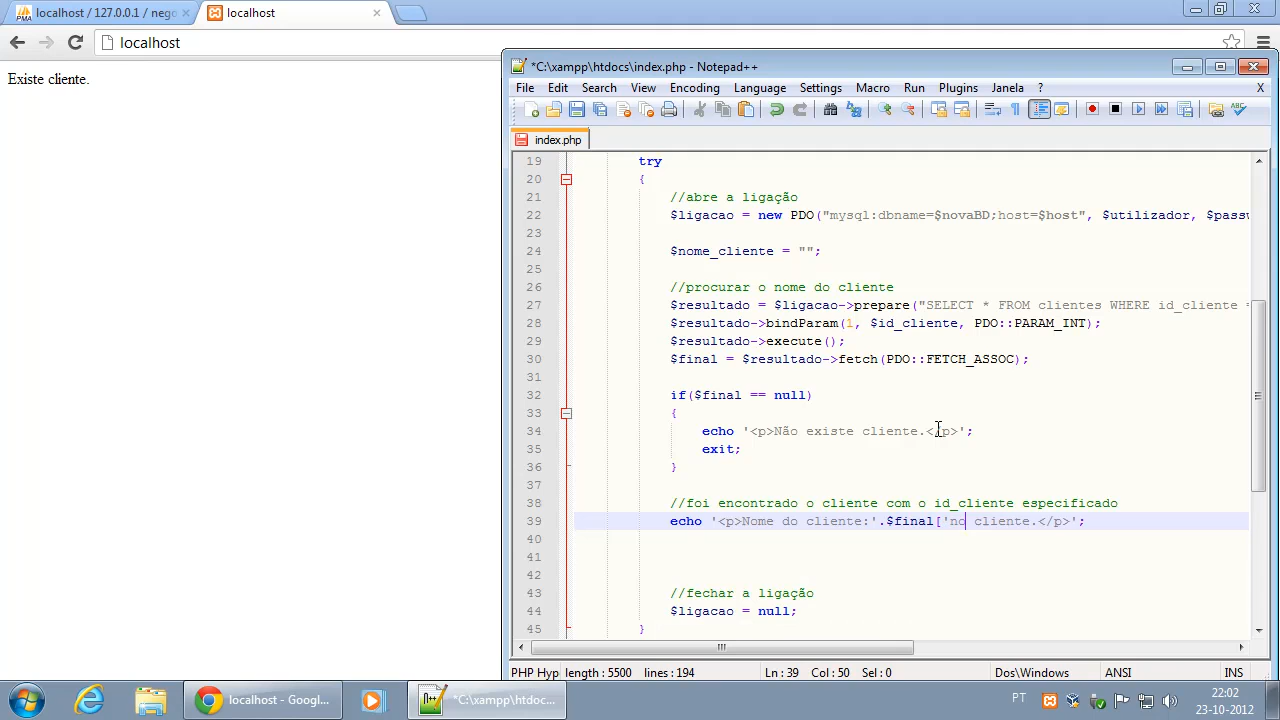 localhost / 127.0.0.1 / nego
localhost
localhost
Existe cliente.
*C:\xampp\htdocs\index.php - Notepad++
File Edit Search View Encoding Language Settings Macro Run Plugins Janela ? X
index.php
19 try
20 {
21 //abre a ligação
22 $ligacao = new PDO("mysql:dbname=$novaBD;host=$host", $utilizador, $passw
23
24 $nome_cliente = "";
25
26 //procurar o nome do cliente
27 $resultado = $ligacao->prepare("SELECT * FROM clientes WHERE id_cliente =
28 $resultado->bindParam(1, $id_cliente, PDO::PARAM_INT);
29 $resultado->execute();
30 $final = $resultado->fetch(PDO::FETCH_ASSOC);
31
32 if($final == null)
33 {
34 echo '<p>Não existe cliente.</p>';
35 exit;
36 }
37
38 //foi encontrado o cliente com o id_cliente especificado
39 echo '<p>Nome do cliente:'.$final['no cliente.</p>';
40
41
42
43 //fechar a ligação
44 $ligacao = null;
45 }
PHP Hyp length : 5500 lines : 194 Ln : 39 Col : 50 Sel : 0 Dos\Windows ANSI INS
localhost - Googl...
*C:\xampp\htdoc...
PT
22:02
23-10-2012